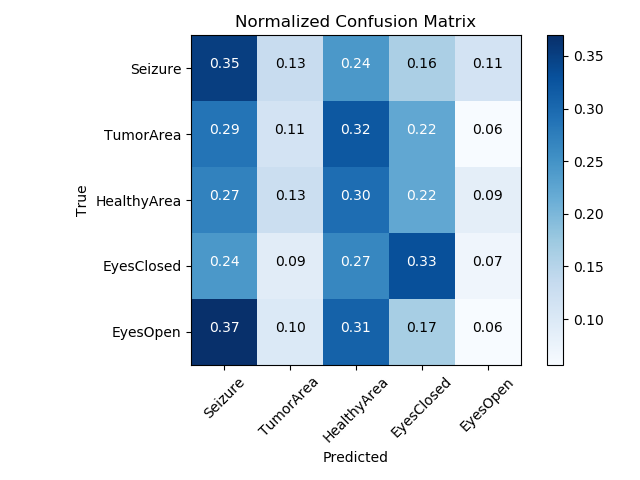 Normalized Confusion Matrix
Seizure 0.35 0.13 0.24 0.16 0.11
TumorArea 0.29 0.11 0.32 0.22 0.06
HealthyArea 0.27 0.13 0.30 0.22 0.09
EyesClosed 0.24 0.09 0.27 0.33 0.07
EyesOpen 0.37 0.10 0.31 0.17 0.06
True
Seizure TumorArea HealthyArea EyesClosed EyesOpen
Predicted
0.35
0.30
0.25
0.20
0.15
0.10